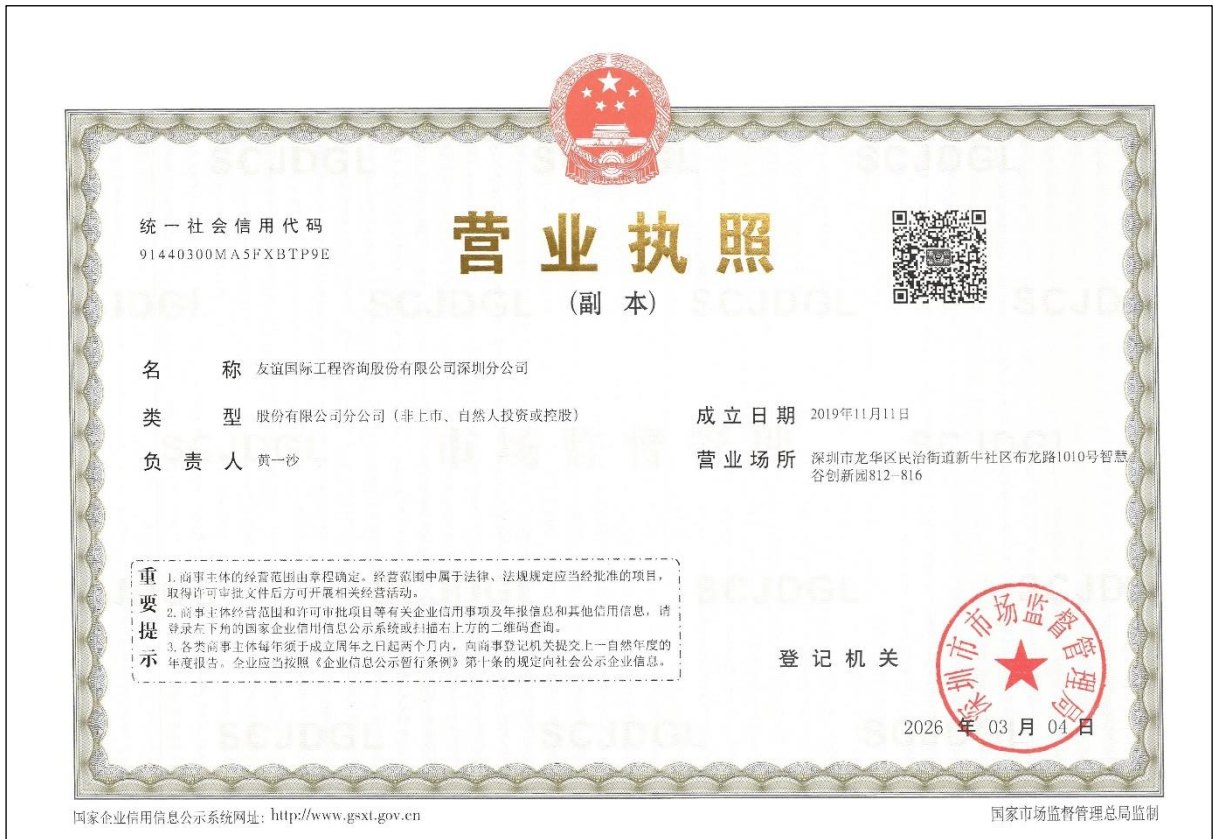 统一社会信用代码
91440300MA5FXBTP9E
营业执照
(副 本)
名 称 友谊国际工程咨询股份有限公司深圳分公司
类 型 股份有限公司分公司（非上市、自然人投资或控股）
负 责 人 黄一沙
成 立 日 期 2019年11月11日
营 业 场 所 深圳市龙华区民治街道新牛社区布龙路1010号智慧
谷创新园812-816
重要提示
1. 商事主体的经营范围由章程确定。经营范围中属于法律、法规规定应当经批准的项目，
取得许可审批文件后方可开展相关经营活动。
2. 商事主体经营范围和许可审批项目等有关企业信用事项及年报信息和其他信用信息，请
登录左下角的国家企业信用信息公示系统或扫描右上方的二维码查询。
3. 各类商事主体每年须于成立周年之日起两个月内，向商事登记机关提交上一自然年度的
年度报告。企业应当按照《企业信息公示暂行条例》第十条的规定向社会公示企业信息。
登 记 机 关
深圳市市场监督管理局
2026 年 03 月 04 日
国家企业信用信息公示系统网址：http://www.gsxt.gov.cn
国家市场监督管理总局监制
SCJDGL
SCJDGL
SCJDGL
SCJDGL
市场监督管理